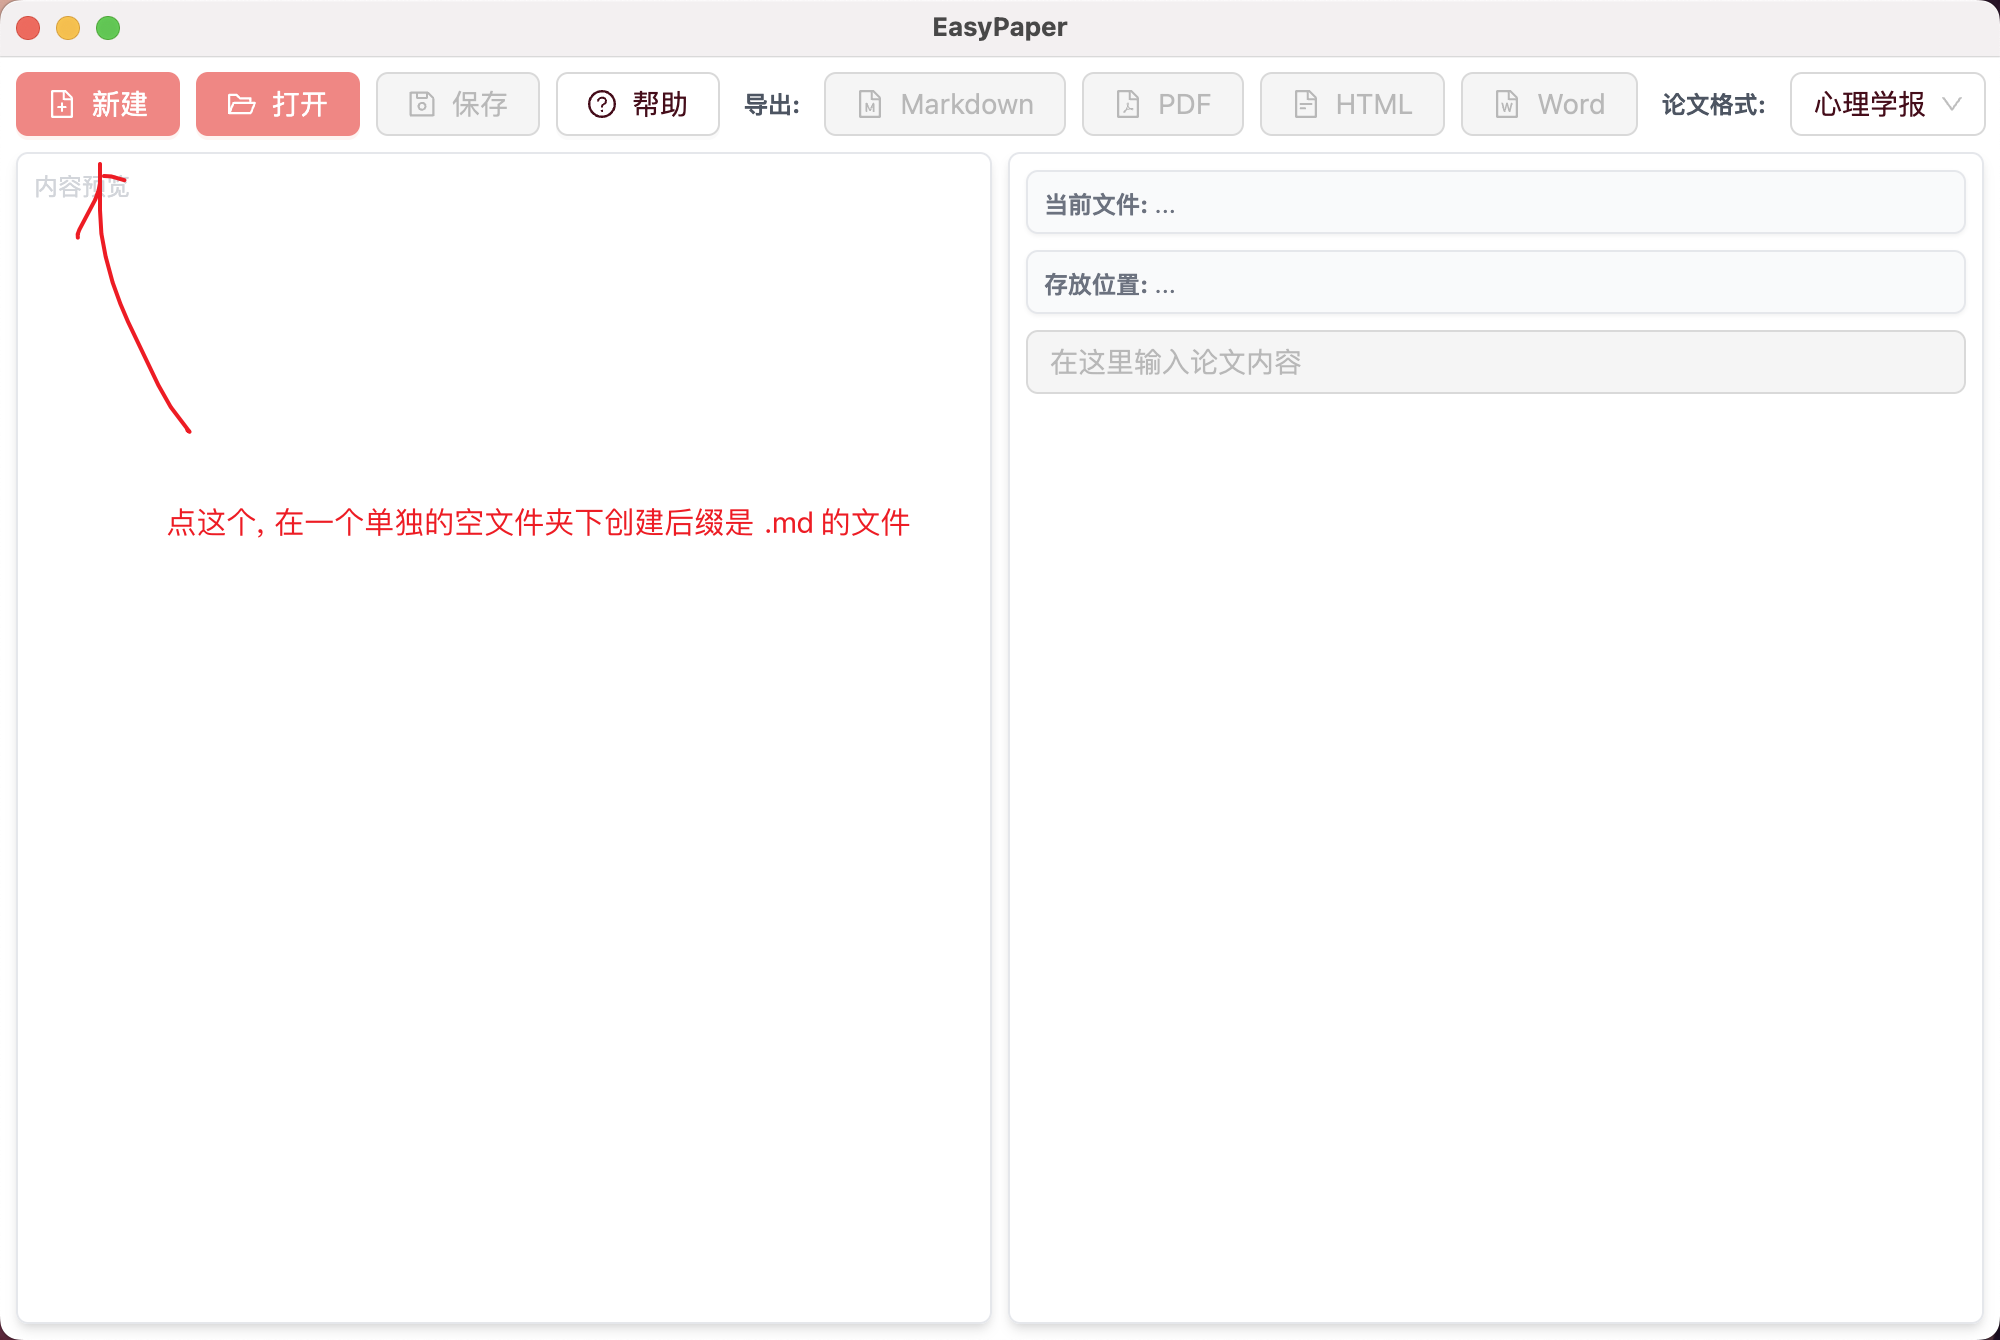 EasyPaper
新建 打开 保存 帮助 导出: Markdown PDF HTML Word 论文格式: 心理学报
内容预览
点这个, 在一个单独的空文件夹下创建后缀是 .md 的文件
当前文件: ...
存放位置: ...
在这里输入论文内容